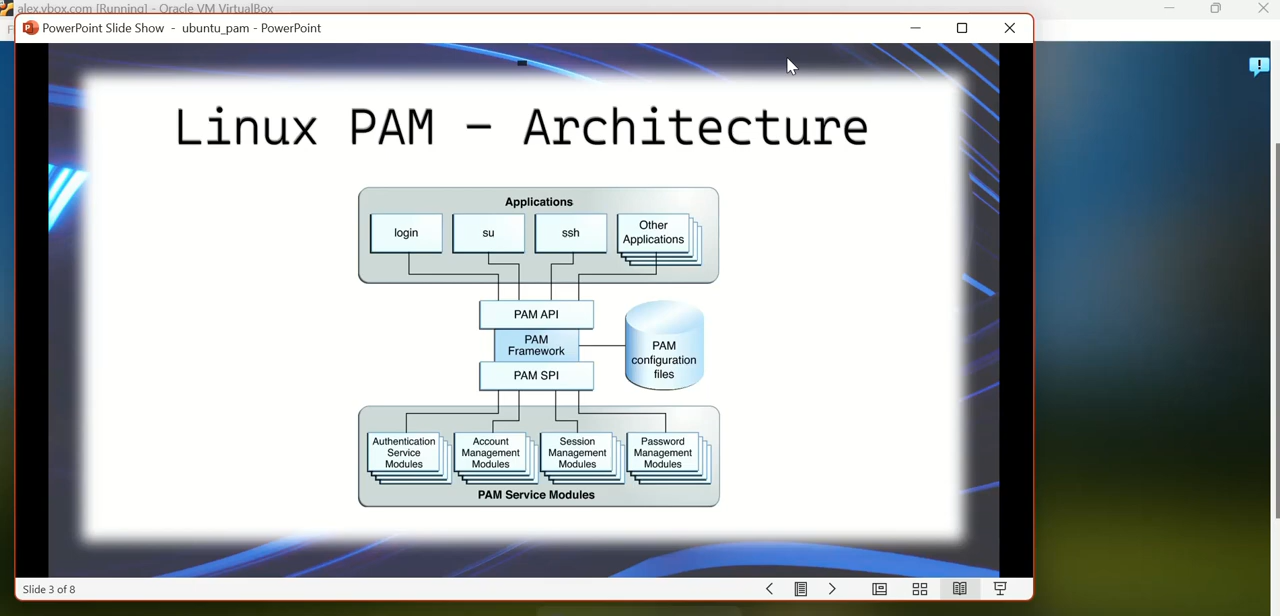 alex.vbox.com [Running] - Oracle VM VirtualBox
PowerPoint Slide Show - ubuntu_pam - PowerPoint
Linux PAM – Architecture
Applications
login
su
ssh
Other
Applications
PAM API
PAM
Framework
PAM SPI
PAM
configuration
files
Authentication
Service
Modules
Account
Management
Modules
Session
Management
Modules
Password
Management
Modules
PAM Service Modules
Slide 3 of 8